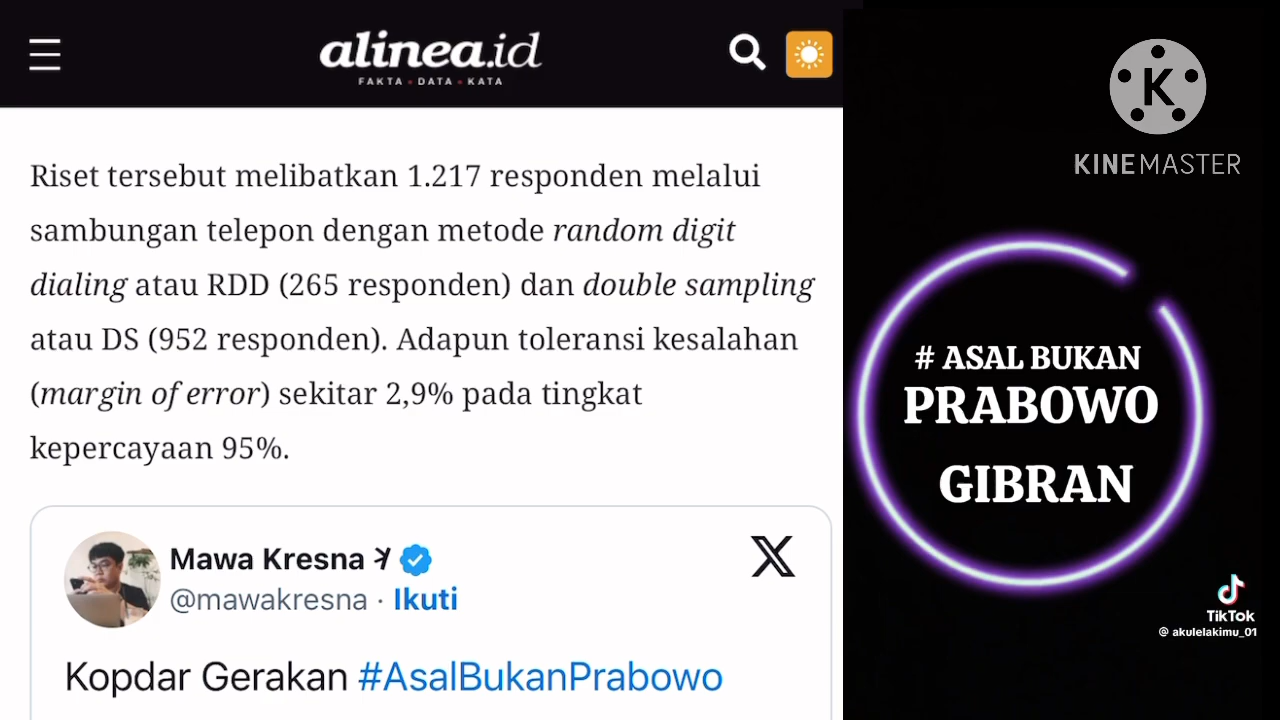 alinea.id
FAKTA • DATA • KATA
Riset tersebut melibatkan 1.217 responden melalui
sambungan telepon dengan metode random digit
dialing atau RDD (265 responden) dan double sampling
atau DS (952 responden). Adapun toleransi kesalahan
(margin of error) sekitar 2,9% pada tingkat
kepercayaan 95%.
Mawa Kresna
@mawakresna · Ikuti
Kopdar Gerakan #AsalBukanPrabowo
K
KINEMASTER
# ASAL BUKAN
PRABOWO
GIBRAN
TikTok
@ akulelakimu_01